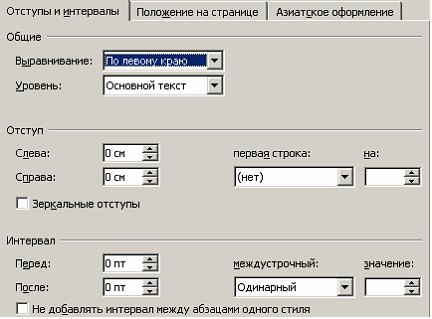 Отступы и интервалы Положение на странице Азиатское оформление
Общие
Выравнивание: По левому краю
Уровень: Основной текст
Отступ
Слева: 0 см первая строка: на:
Справа: 0 см (нет)
Зеркальные отступы
Интервал
Перед: 0 пт междустрочный: значение:
После: 0 пт Одинарный
Не добавлять интервал между абзацами одного стиля